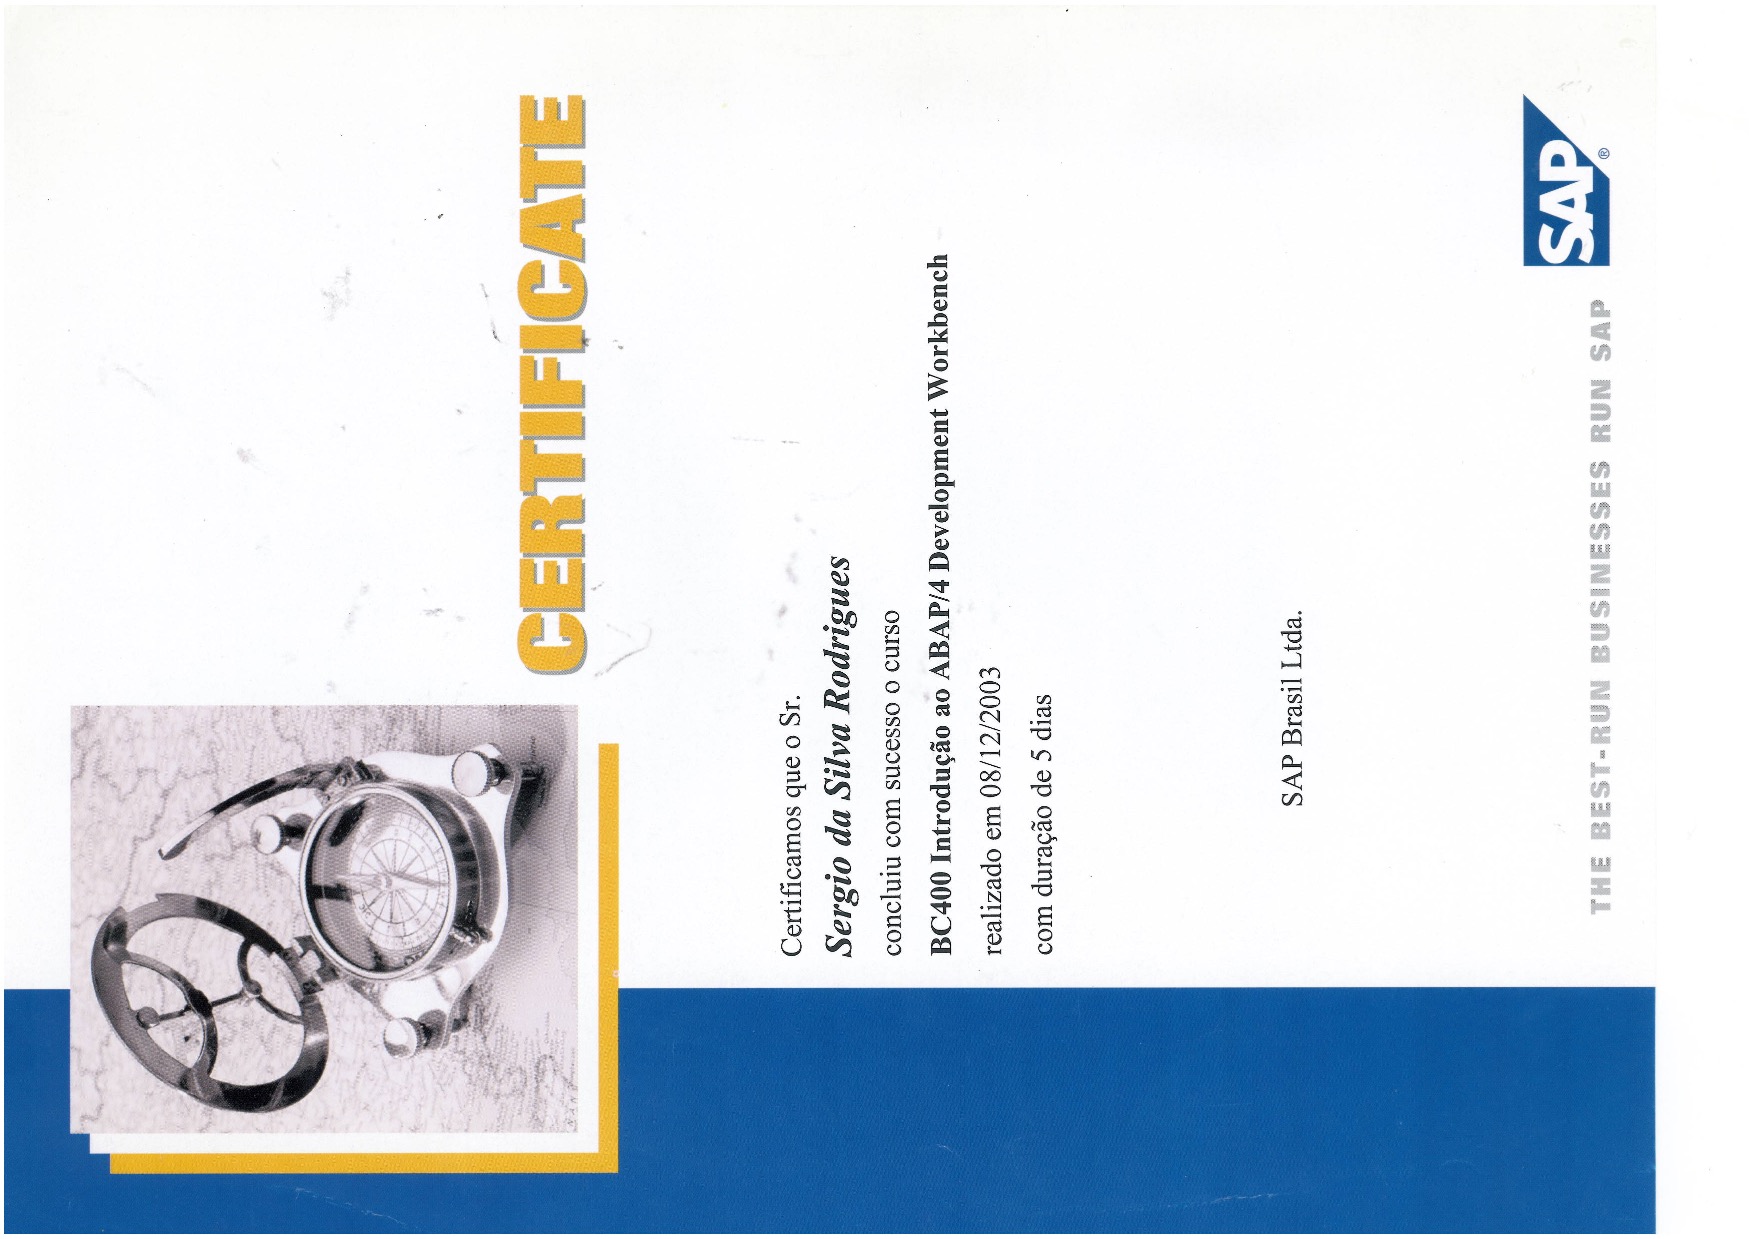 CERTIFICATE
Certificamos que o Sr.
Sergio da Silva Rodrigues
concluiu com sucesso o curso
BC400 Introdução ao ABAP/4 Development Workbench
realizado em 08/12/2003
com duração de 5 dias
SAP Brasil Ltda.
THE BEST-RUN BUSINESSES RUN SAP
SAP®